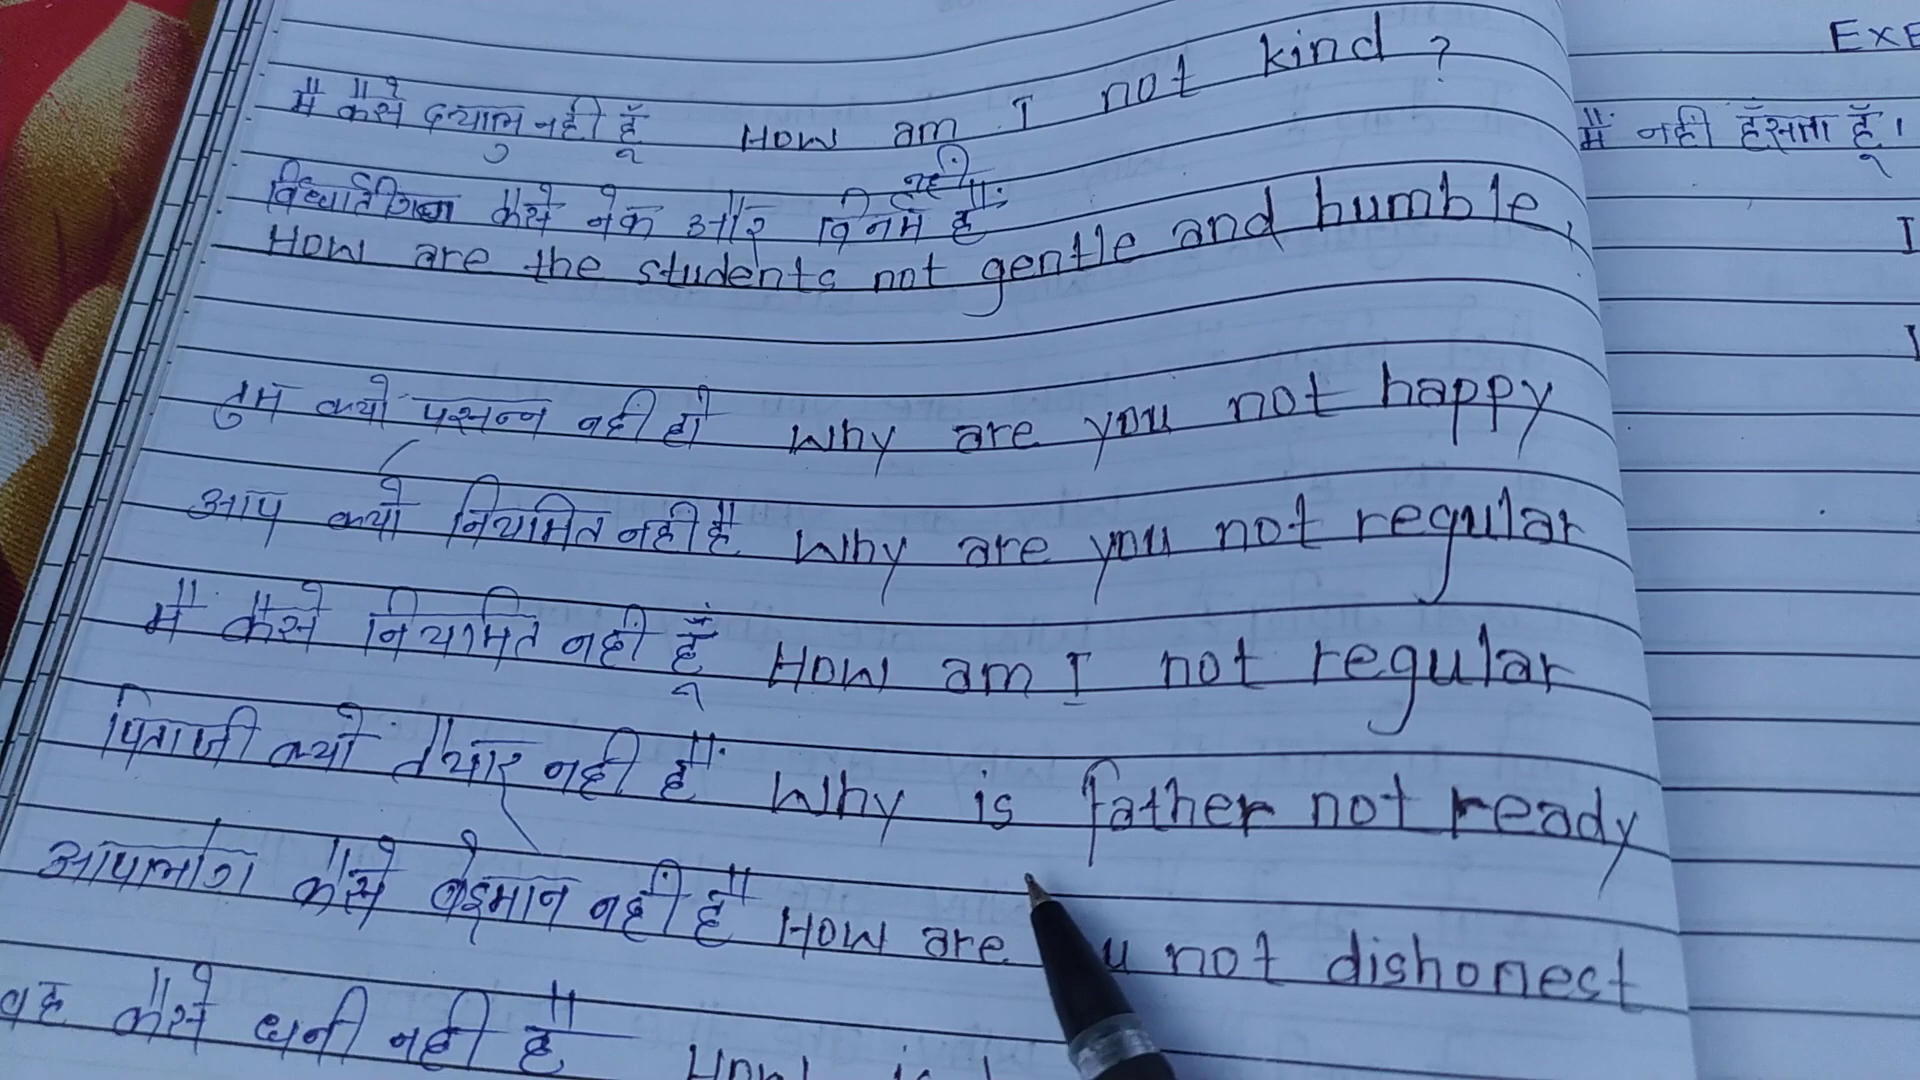 मैं कैसे दयालु नहीं हूँ How am I not kind ?
नहीं
कैसे नेक और विनम्र हैं
How are the students not gentle and humble,
तुम क्यों प्रसन्न नहीं हो Why are you not happy
आप क्यों नियमित नहीं हैं Why are you not regular
मैं कैसे नियमित नहीं हूँ How am I not regular
पिताजी क्यों तैयार नहीं हैं Why is father not ready
आपलोग कैसे बेईमान नहीं हैं How are not dishonest
वह कैसे धनी नहीं है How is
मैं नहीं हँसता हूँ।
I
I